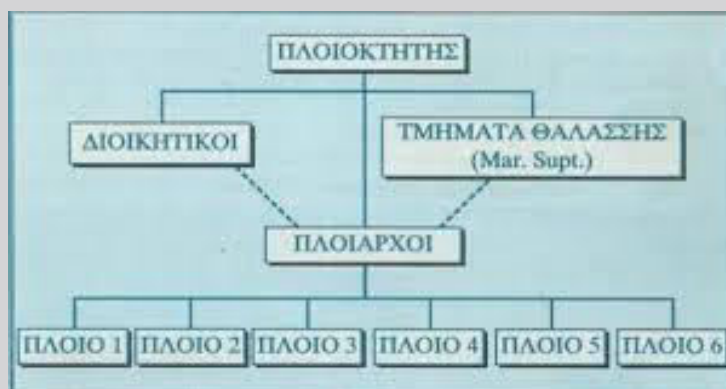 ΠΛΟΙΟΚΤΗΤΗΣ
ΔΙΟΙΚΗΤΙΚΟΙ
ΤΜΗΜΑΤΑ ΘΑΛΑΣΣΗΣ
(Mar. Supt.)
ΠΛΟΙΑΡΧΟΙ
ΠΛΟΙΟ 1
ΠΛΟΙΟ 2
ΠΛΟΙΟ 3
ΠΛΟΙΟ 4
ΠΛΟΙΟ 5
ΠΛΟΙΟ 6